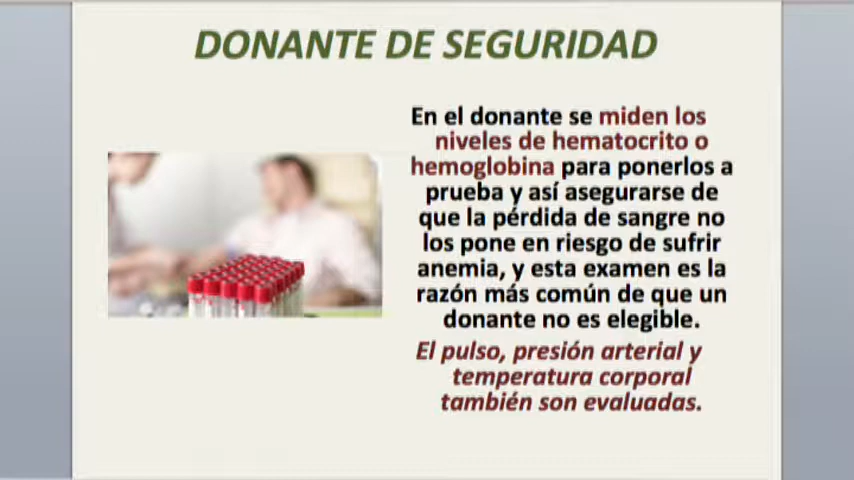 DONANTE DE SEGURIDAD
En el donante se miden los
niveles de hematocrito o
hemoglobina para ponerlos a
prueba y así asegurarse de
que la pérdida de sangre no
los pone en riesgo de sufrir
anemia, y esta examen es la
razón más común de que un
donante no es elegible.
El pulso, presión arterial y
temperatura corporal
también son evaluadas.